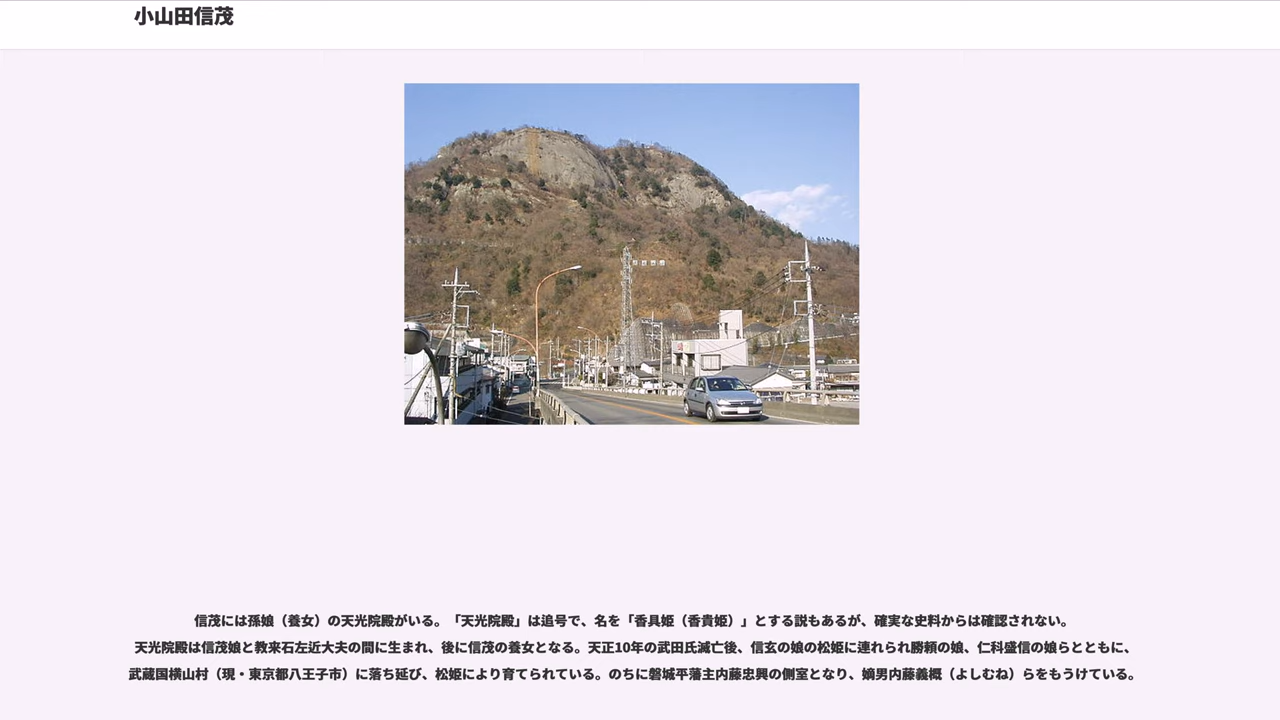 小山田信茂
信茂には孫娘（養女）の天光院殿がいる。「天光院殿」は追号で、名を「香具姫（香貴姫）」とする説もあるが、確実な史料からは確認されない。
天光院殿は信茂娘と教来石左近大夫の間に生まれ、後に信茂の養女となる。天正10年の武田氏滅亡後、信玄の娘の松姫に連れられ勝頼の娘、仁科盛信の娘らとともに、
武蔵国横山村（現・東京都八王子市）に落ち延び、松姫により育てられている。のちに磐城平藩主内藤忠興の側室となり、嫡男内藤義概（よしむね）らをもうけている。